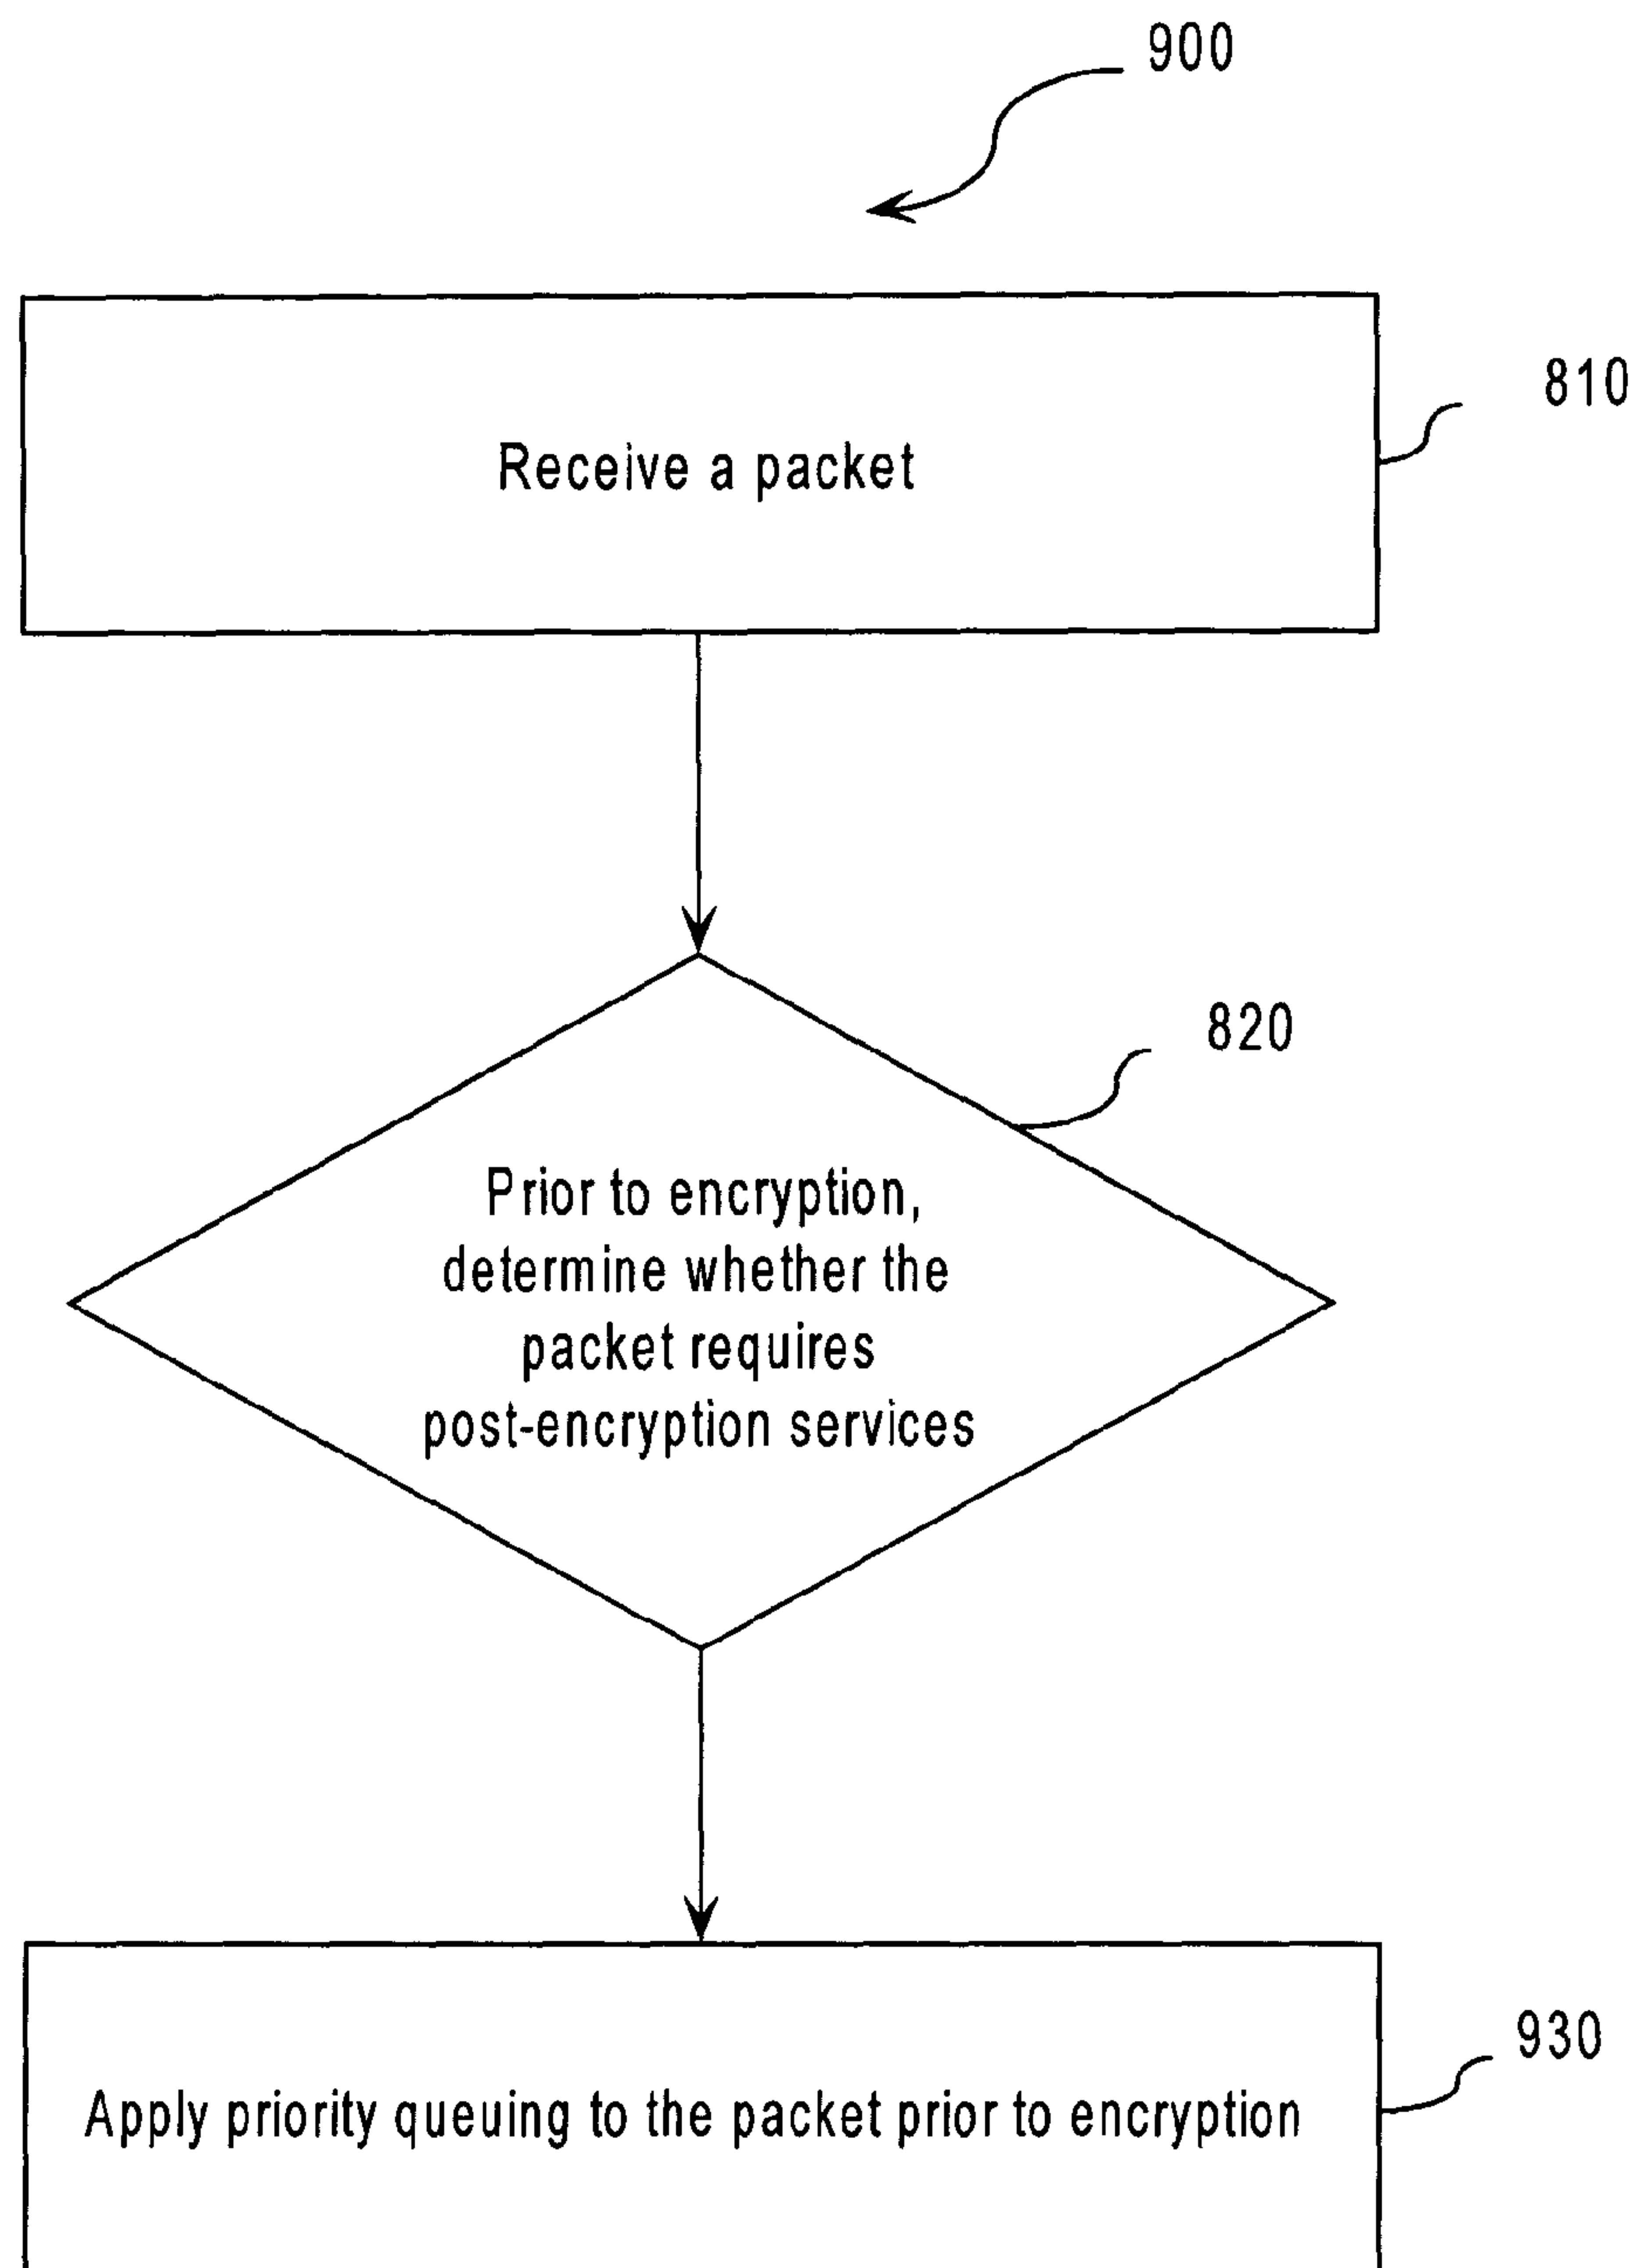 900
810
Receive a packet
820
Prior to encryption,
determine whether the
packet requires
post-encryption services
930
Apply priority queuing to the packet prior to encryption